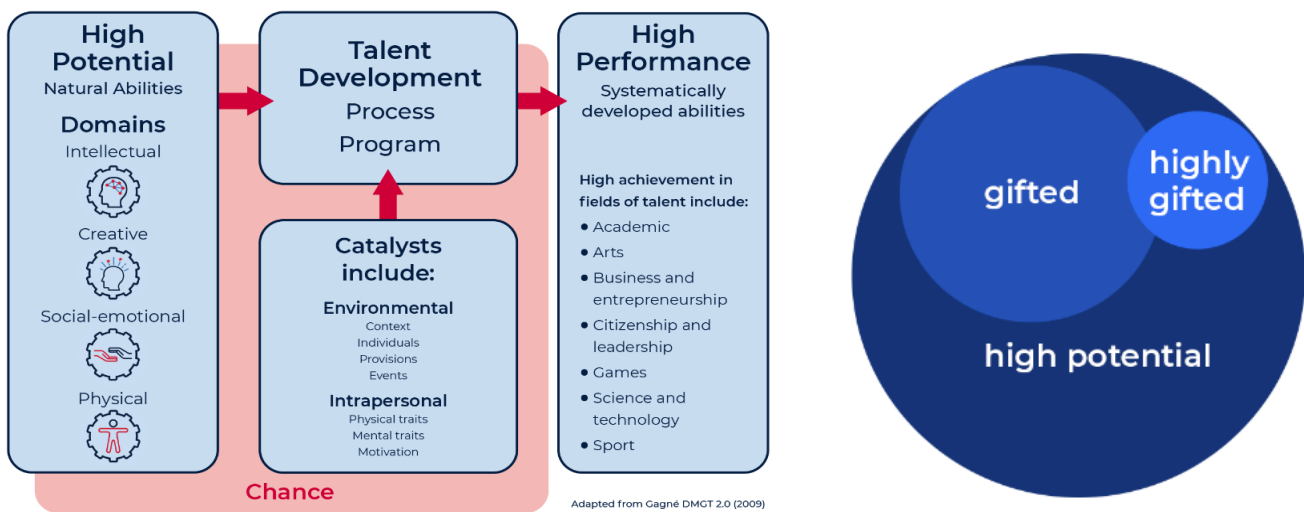 High
Potential
Natural Abilities
Domains
Intellectual
Creative
Social-emotional
Physical
Talent
Development
Process
Program
Catalysts
include:
Environmental
Context
Individuals
Provisions
Events
Intrapersonal
Physical traits
Mental traits
Motivation
Chance
High
Performance
Systematically
developed abilities
High achievement in
fields of talent include:
• Academic
• Arts
• Business and
entrepreneurship
• Citizenship and
leadership
• Games
• Science and
technology
• Sport
Adapted from Gagné DMGT 2.0 (2009)
gifted
highly
gifted
high potential